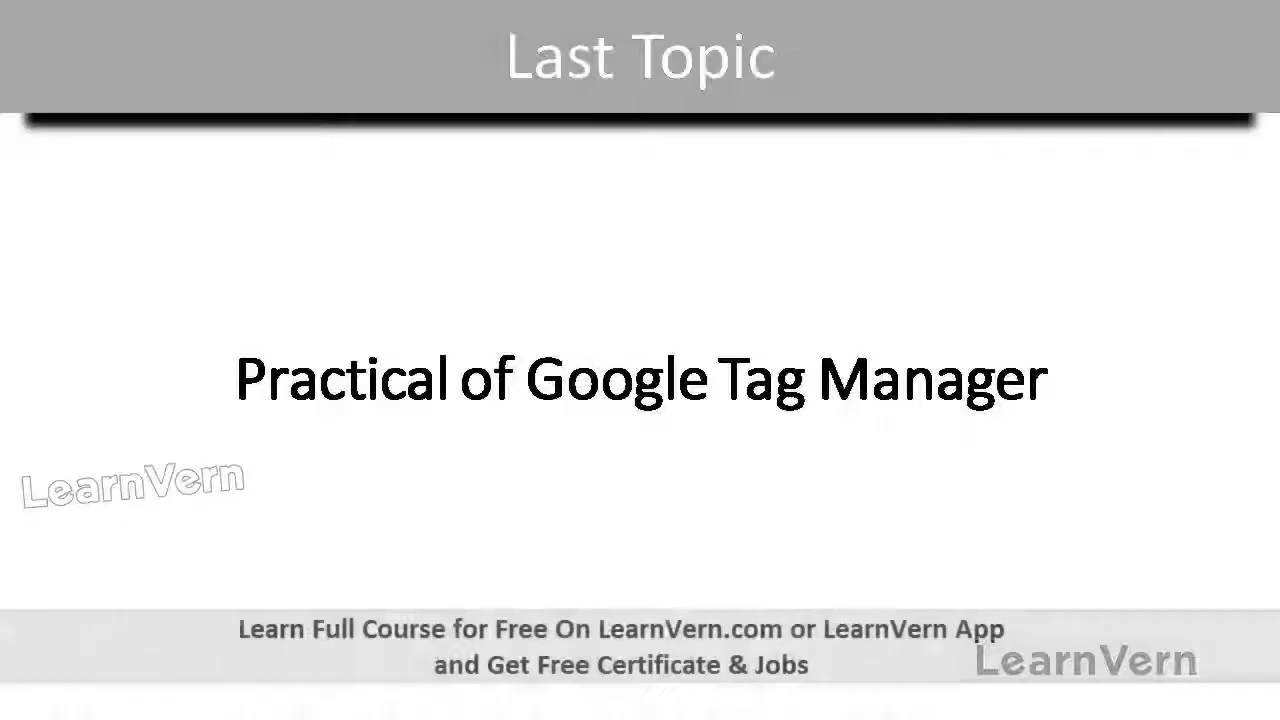 Last Topic
Practical of Google Tag Manager
LearnVern
Learn Full Course for Free On LearnVern.com or LearnVern App
and Get Free Certificate & Jobs
LearnVern